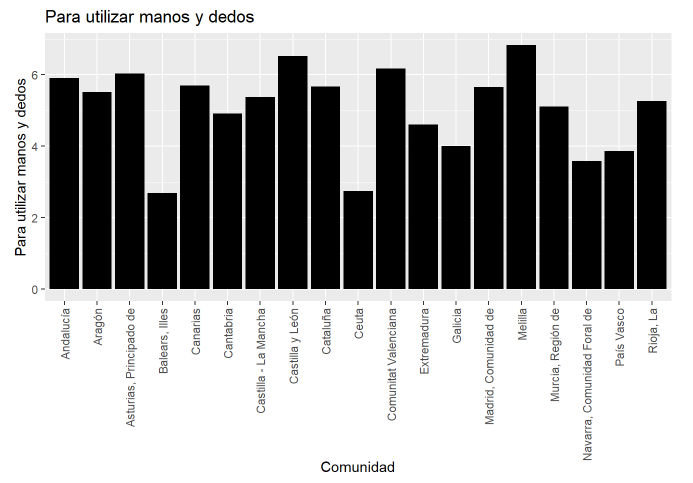 Para utilizar manos y dedos
Para utilizar manos y dedos
6
4
2
0
Andalucía
Aragón
Asturias, Principado de
Balears, Illes
Canarias
Cantabria
Castilla - La Mancha
Castilla y León
Cataluña
Ceuta
Comunitat Valenciana
Extremadura
Galicia
Madrid, Comunidad de
Melilla
Murcia, Región de
Navarra, Comunidad Foral de
País Vasco
Rioja, La
Comunidad